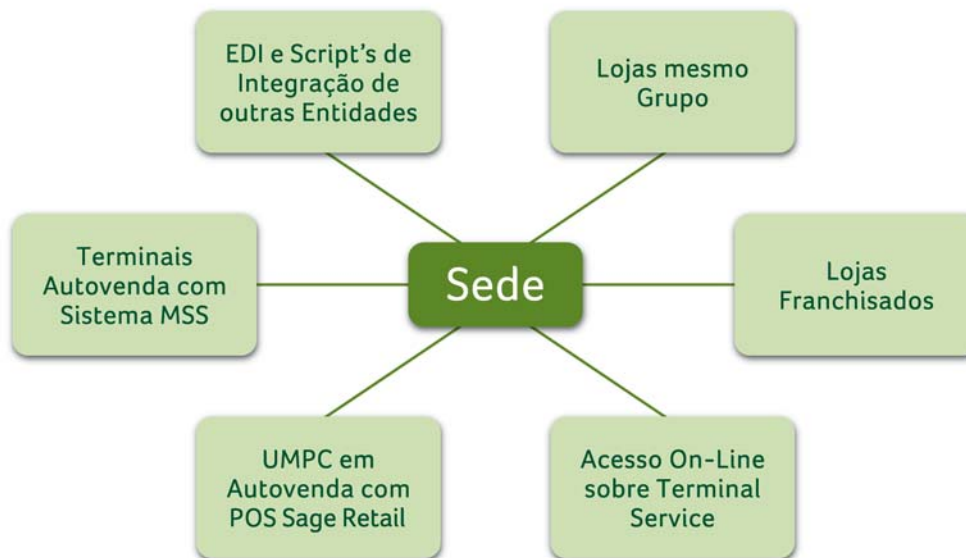 EDI e Script's de
Integração de
outras Entidades
Lojas mesmo
Grupo
Terminais
Autovenda com
Sistema MSS
Sede
Lojas
Franchisados
UMPC em
Autovenda com
POS Sage Retail
Acesso On-Line
sobre Terminal
Service